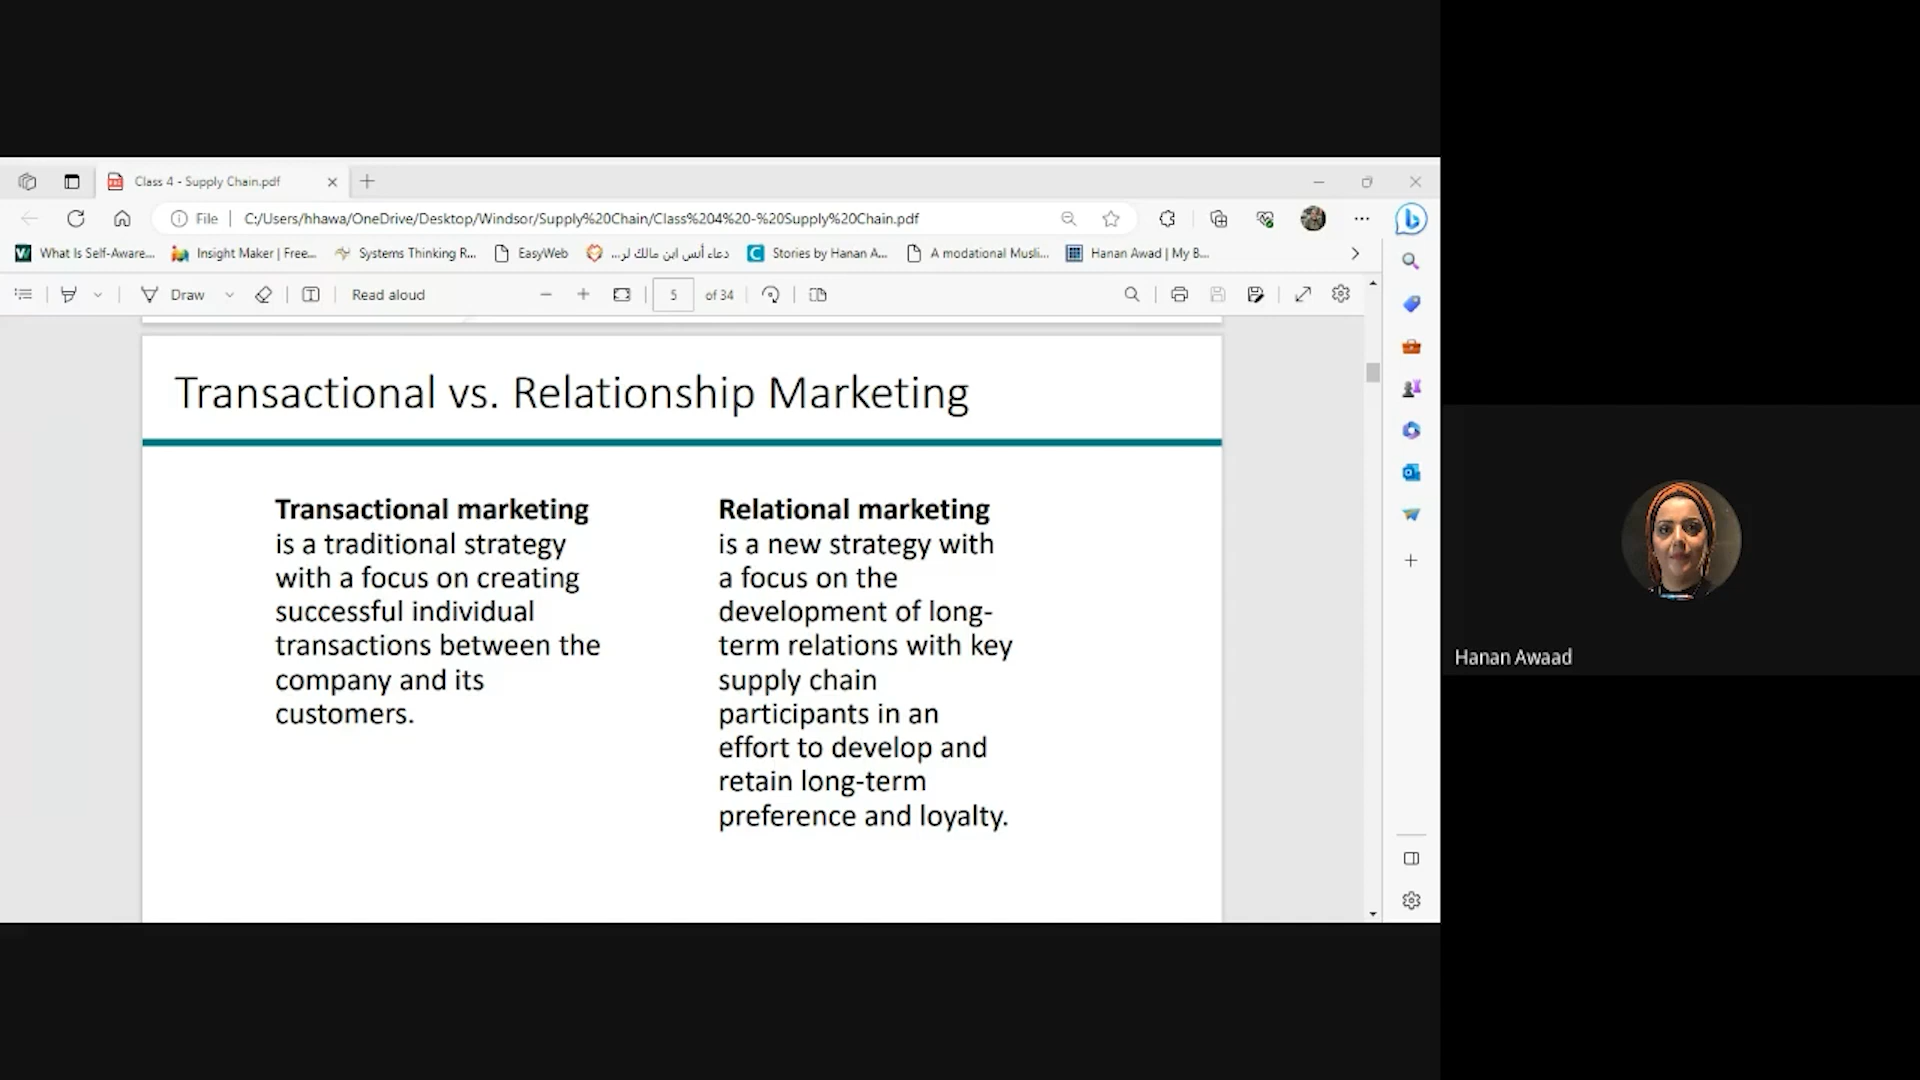 Class 4 - Supply Chain.pdf
File
C:/Users/hhawa/OneDrive/Desktop/Windsor/Supply%20Chain/Class%204%20-%20Supply%20Chain.pdf
What Is Self-Aware...
Insight Maker | Free...
Systems Thinking R...
EasyWeb
دعاء أنس ابن مالك لر...
Stories by Hanan A...
A modational Musli...
Hanan Awad | My B...
Draw
Read aloud
5
of 34
Transactional vs. Relationship Marketing
Transactional marketing
is a traditional strategy
with a focus on creating
successful individual
transactions between the
company and its
customers.
Relational marketing
is a new strategy with
a focus on the
development of long-
term relations with key
supply chain
participants in an
effort to develop and
retain long-term
preference and loyalty.
Hanan Awaad